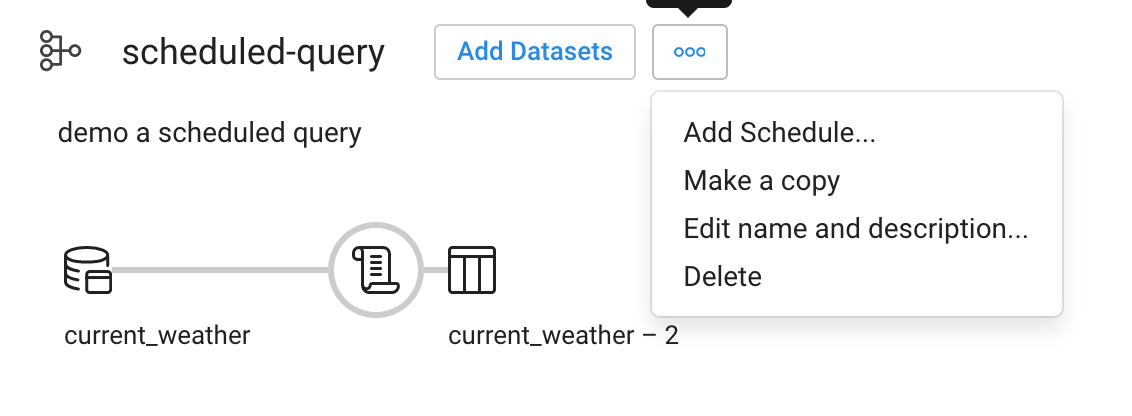 scheduled-query
Add Datasets
demo a scheduled query
Add Schedule...
Make a copy
Edit name and description...
Delete
current_weather
current_weather – 2